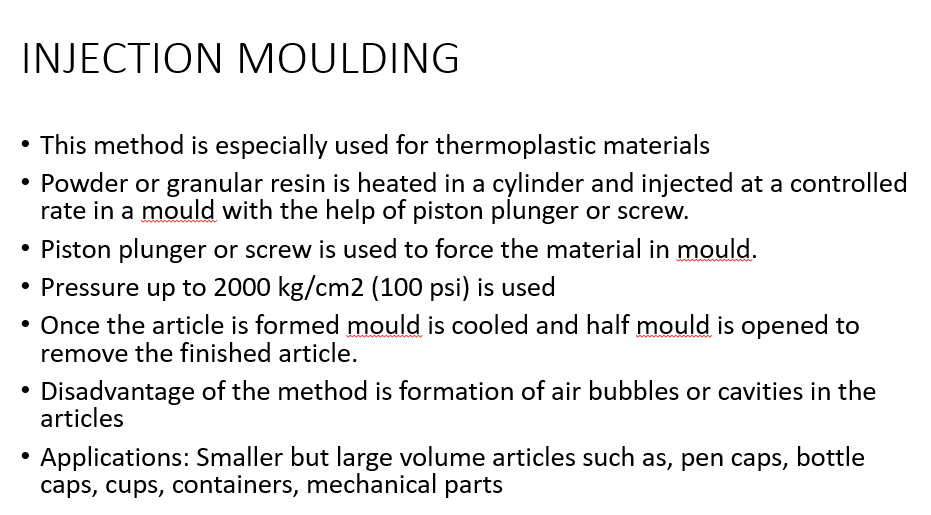 INJECTION MOULDING
• This method is especially used for thermoplastic materials
• Powder or granular resin is heated in a cylinder and injected at a controlled
rate in a mould with the help of piston plunger or screw.
• Piston plunger or screw is used to force the material in mould.
• Pressure up to 2000 kg/cm2 (100 psi) is used
• Once the article is formed mould is cooled and half mould is opened to
remove the finished article.
• Disadvantage of the method is formation of air bubbles or cavities in the
articles
• Applications: Smaller but large volume articles such as, pen caps, bottle
caps, cups, containers, mechanical parts